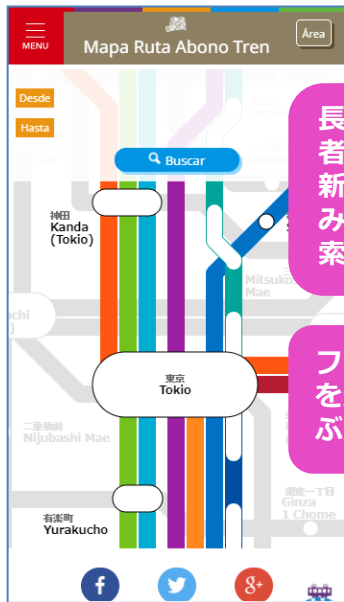 MENU
Mapa Ruta Abono Tren
Área
Desde
Hasta
Buscar
長
者
新
み
索
神田
Kanda
(Tokio)
Mitsuko
Mae
東京
Tokio
フ
を
ぶ
二重橋前
Nijubashi Mae
銀座一丁目
Ginza
1 Chome
有楽町
Yurakucho
f
g+